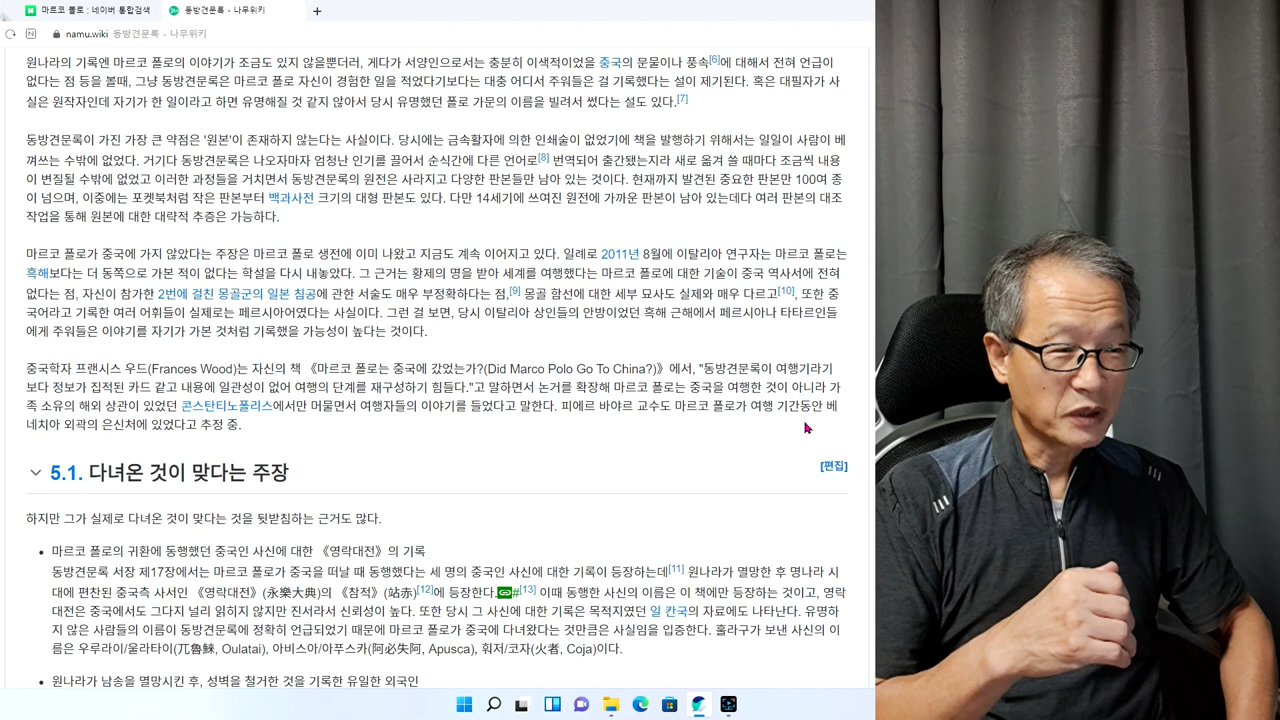 마르코 폴로 : 네이버 통합검색
동방견문록 - 나무위키
namu.wiki 동방견문록 - 나무위키
원나라의 기록엔 마르코 폴로의 이야기가 조금도 있지 않을뿐더러, 게다가 서양인으로서는 충분히 이색적이었을 중국의 문물이나 풍속[6]에 대해서 전혀 언급이
없다는 점 등을 볼때, 그냥 동방견문록은 마르코 폴로 자신이 경험한 일을 적었다기보다는 대충 어디서 주워들은 걸 기록했다는 설이 제기된다. 혹은 대필자가 사
실은 원작자인데 자기가 한 일이라고 하면 유명해질 것 같지 않아서 당시 유명했던 폴로 가문의 이름을 빌려서 썼다는 설도 있다.[7]
동방견문록이 가진 가장 큰 약점은 '원본'이 존재하지 않는다는 사실이다. 당시에는 금속활자에 의한 인쇄술이 없었기에 책을 발행하기 위해서는 일일이 사람이 베
껴쓰는 수밖에 없었다. 거기다 동방견문록은 나오자마자 엄청난 인기를 끌어서 순식간에 다른 언어로[8] 번역되어 출간됐는지라 새로 옮겨 쓸 때마다 조금씩 내용
이 변질될 수밖에 없었고 이러한 과정들을 거치면서 동방견문록의 원전은 사라지고 다양한 판본들만 남아 있는 것이다. 현재까지 발견된 중요한 판본만 100여 종
이 넘으며, 이중에는 포켓북처럼 작은 판본부터 백과사전 크기의 대형 판본도 있다. 다만 14세기에 쓰여진 원전에 가까운 판본이 남아 있는데다 여러 판본의 대조
작업을 통해 원본에 대한 대략적 추증은 가능하다.
마르코 폴로가 중국에 가지 않았다는 주장은 마르코 폴로 생전에 이미 나왔고 지금도 계속 이어지고 있다. 일례로 2011년 8월에 이탈리아 연구자는 마르코 폴로는
흑해보다는 더 동쪽으로 가본 적이 없다는 학설을 다시 내놓았다. 그 근거는 황제의 명을 받아 세계를 여행했다는 마르코 폴로에 대한 기술이 중국 역사서에 전혀
없다는 점, 자신이 참가한 2번에 걸친 몽골군의 일본 침공에 관한 서술도 매우 부정확하다는 점,[9] 몽골 함선에 대한 세부 묘사도 실제와 매우 다르고[10], 또한 중
국어라고 기록한 여러 어휘들이 실제로는 페르시아어였다는 사실이다. 그런 걸 보면, 당시 이탈리아 상인들의 안방이었던 흑해 근해에서 페르시아나 타타르인들
에게 주워들은 이야기를 자기가 가본 것처럼 기록했을 가능성이 높다는 것이다.
중국학자 프랜시스 우드(Frances Wood)는 자신의 책 《마르코 폴로는 중국에 갔었는가?(Did Marco Polo Go To China?)》에서, "동방견문록이 여행기라기
보다 정보가 집적된 카드 같고 내용에 일관성이 없어 여행의 단계를 재구성하기 힘들다."고 말하면서 논거를 확장해 마르코 폴로는 중국을 여행한 것이 아니라 가
족 소유의 해외 상관이 있었던 콘스탄티노폴리스에서만 머물면서 여행자들의 이야기를 들었다고 말한다. 피에르 바야르 교수도 마르코 폴로가 여행 기간동안 베
네치아 외곽의 은신처에 있었다고 추정 중.
5.1. 다녀온 것이 맞다는 주장
[편집]
하지만 그가 실제로 다녀온 것이 맞다는 것을 뒷받침하는 근거도 많다.
• 마르코 폴로의 귀환에 동행했던 중국인 사신에 대한 《영락대전》의 기록
동방견문록 서장 제17장에서는 마르코 폴로가 중국을 떠날 때 동행했다는 세 명의 중국인 사신에 대한 기록이 등장하는데[11] 원나라가 멸망한 후 명나라 시
대에 편찬된 중국측 사서인 《영락대전》(永樂大典)의 《참적》(站赤)[12]에 등장한다.#[13] 이때 동행한 사신의 이름은 이 책에만 등장하는 것이고, 영락
대전은 중국에서도 그다지 널리 읽히지 않지만 진서라서 신뢰성이 높다. 또한 당시 그 사신에 대한 기록은 목적지였던 일 칸국의 자료에도 나타난다. 유명하
지 않은 사람들의 이름이 동방견문록에 정확히 언급되었기 때문에 마르코 폴로가 중국에 다녀왔다는 것만큼은 사실임을 입증한다. 훌라구가 보낸 사신의 이
름은 우루라이/울라타이(兀魯䚅, Oulatai), 아비스아/아푸스카(阿必失阿, Apusca), 훠저/코자(火者, Coja)이다.
• 원나라가 남송을 멸망시킨 후, 성벽을 철거한 것을 기록한 유일한 외국인